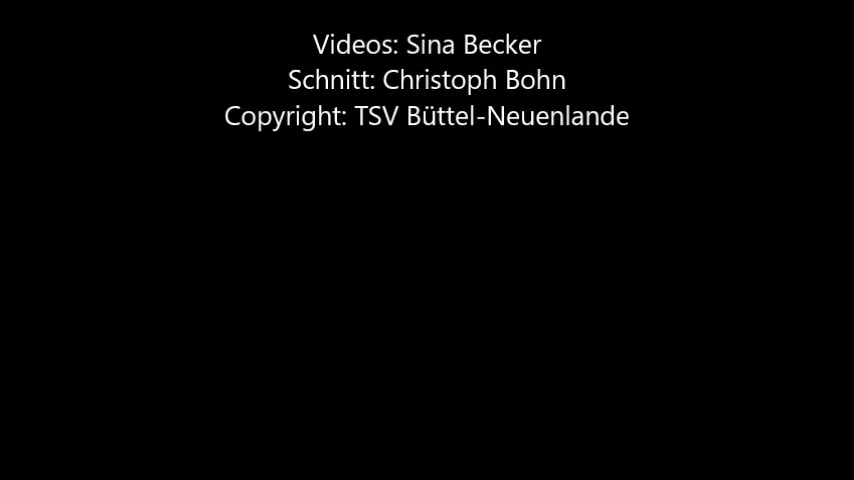 Videos: Sina Becker
Schnitt: Christoph Bohn
Copyright: TSV Büttel-Neuenlande